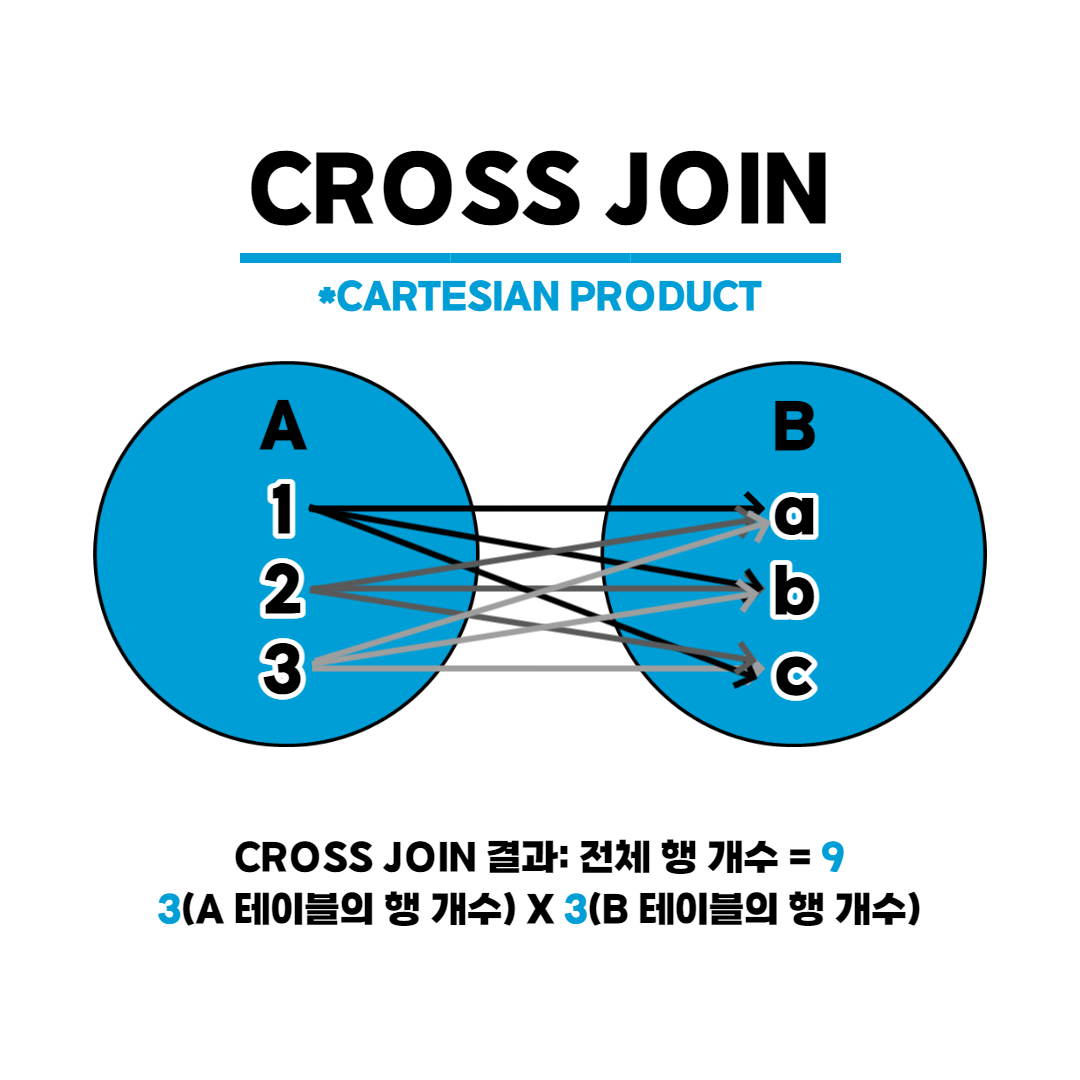 CROSS JOIN
*CARTESIAN PRODUCT
A
B
1
a
2
b
3
c
CROSS JOIN 결과: 전체 행 개수 = 9
3(A 테이블의 행 개수) X 3(B 테이블의 행 개수)